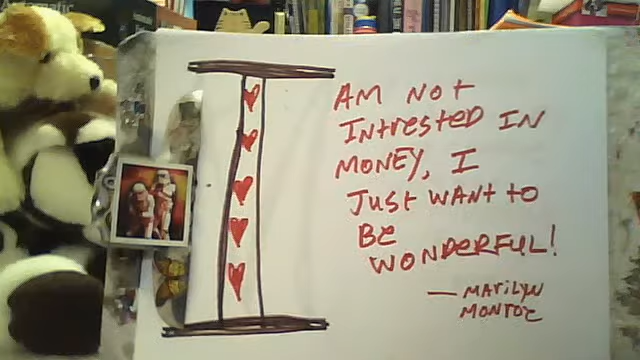 I AM NOT
INTRESTED IN
MONEY, I
JUST WANT TO
BE
WONDERFUL!
— MARILYN
MONROE